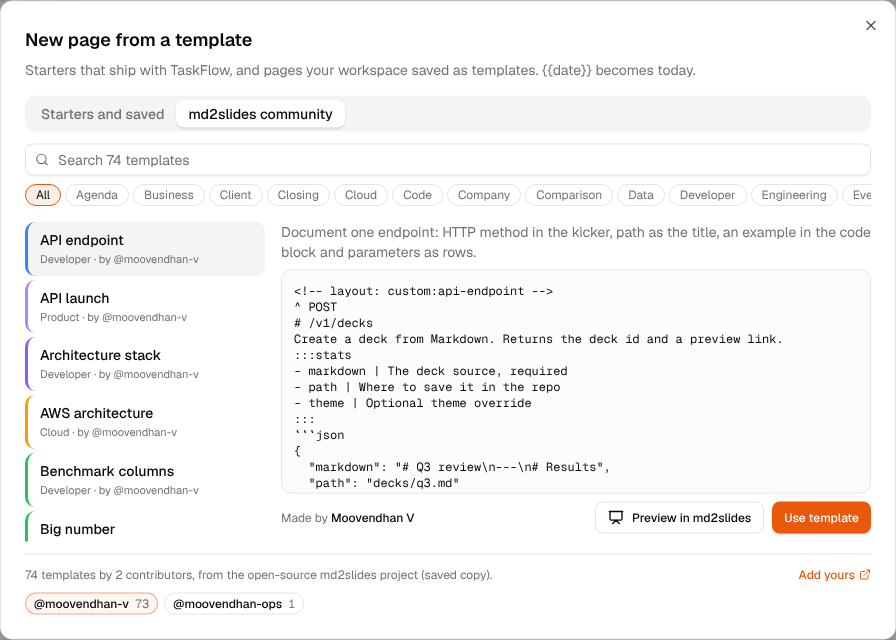 New page from a template
Starters that ship with TaskFlow, and pages your workspace saved as templates. {{date}} becomes today.
Starters and saved
md2slides community
Search 74 templates
All
Agenda
Business
Client
Closing
Cloud
Code
Company
Comparison
Data
Developer
Engineering
Eve
API endpoint
Developer · by @moovendhan-v
API launch
Product · by @moovendhan-v
Architecture stack
Developer · by @moovendhan-v
AWS architecture
Cloud · by @moovendhan-v
Benchmark columns
Developer · by @moovendhan-v
Big number
Document one endpoint: HTTP method in the kicker, path as the title, an example in the code
block and parameters as rows.
<!-- layout: custom:api-endpoint -->
^ POST
# /v1/decks
Create a deck from Markdown. Returns the deck id and a preview link.
:::stats
- markdown | The deck source, required
- path | Where to save it in the repo
- theme | Optional theme override
:::
```json
{
  "markdown": "# Q3 review\n---\n# Results",
  "path": "decks/q3.md"
Made by Moovendhan V
Preview in md2slides
Use template
74 templates by 2 contributors, from the open-source md2slides project (saved copy).
Add yours
@moovendhan-v 73
@moovendhan-ops 1